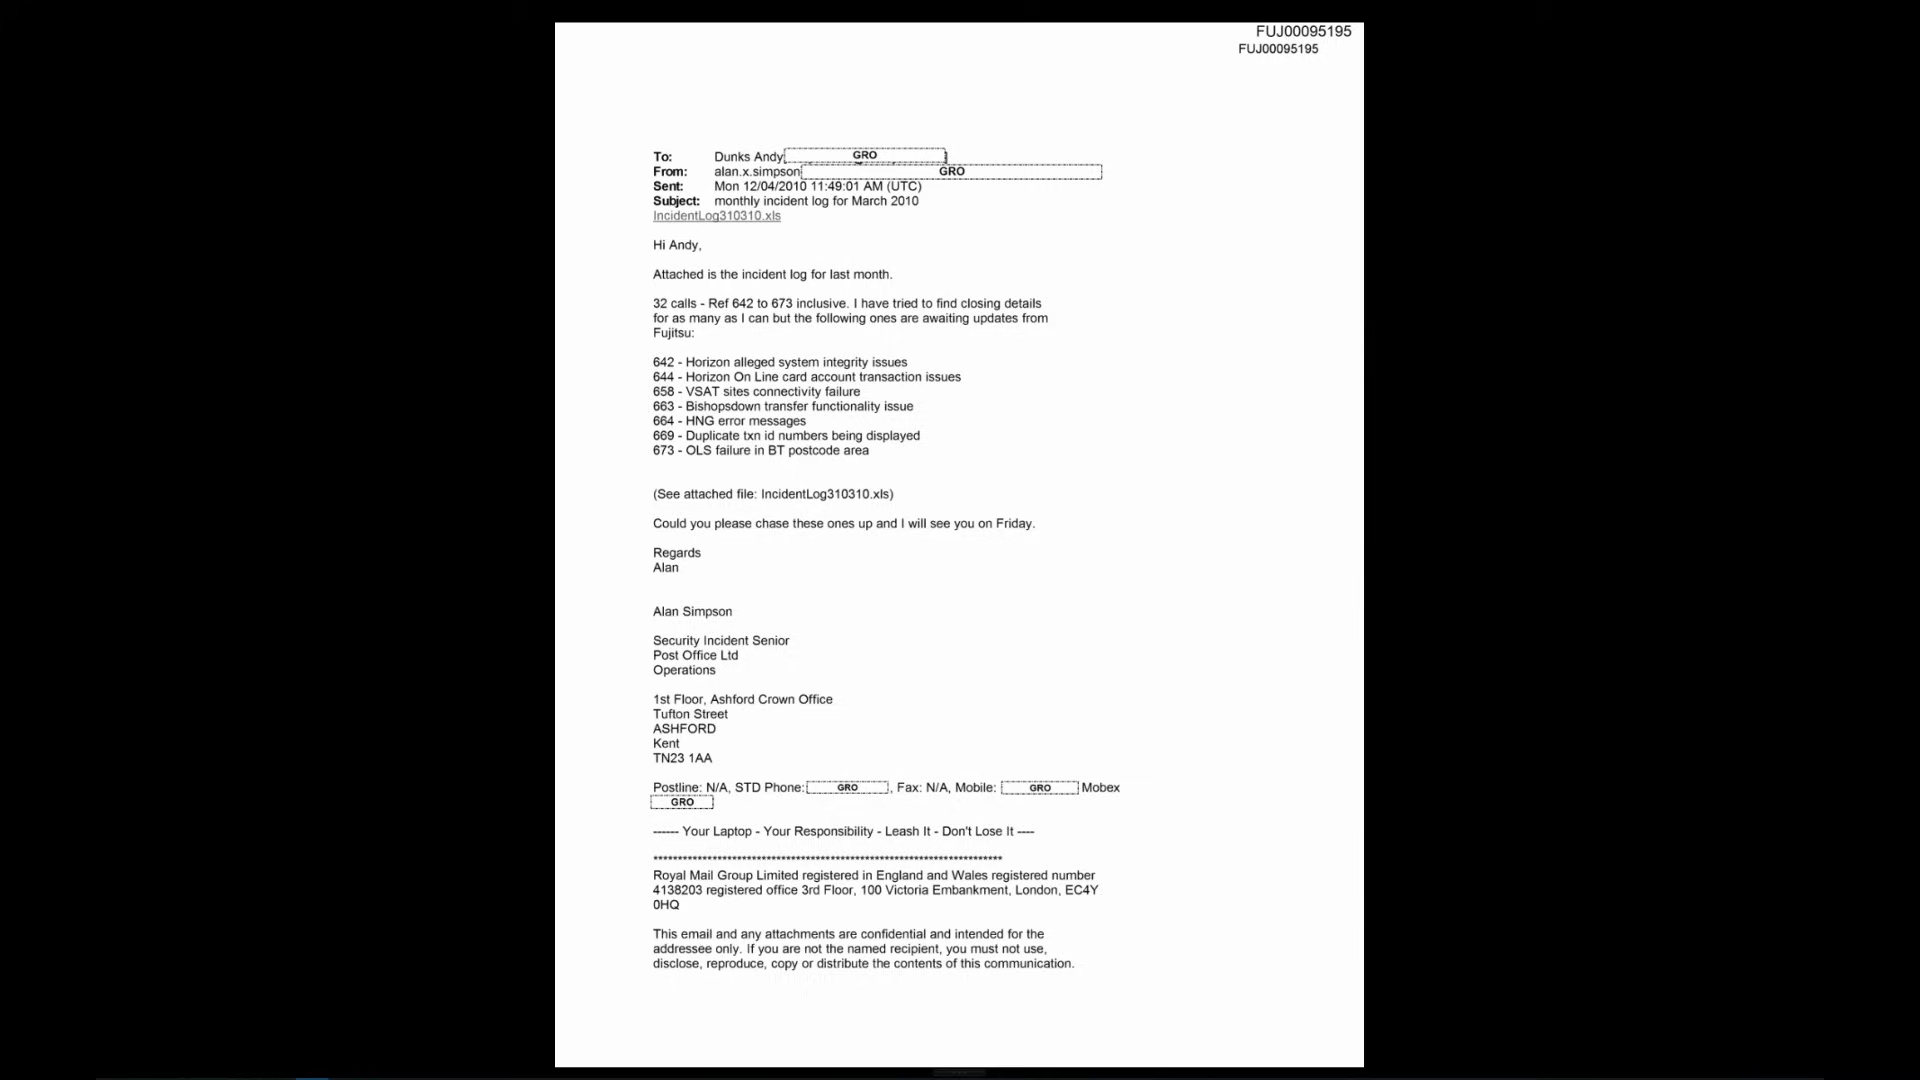 FUJ00095195
FUJ00095195
To: Dunks Andy GRO
From: alan.x.simpson GRO
Sent: Mon 12/04/2010 11:49:01 AM (UTC)
Subject: monthly incident log for March 2010
IncidentLog310310.xls
Hi Andy,
Attached is the incident log for last month.
32 calls - Ref 642 to 673 inclusive. I have tried to find closing details
for as many as I can but the following ones are awaiting updates from
Fujitsu:
642 - Horizon alleged system integrity issues
644 - Horizon On Line card account transaction issues
658 - VSAT sites connectivity failure
663 - Bishopsdown transfer functionality issue
664 - HNG error messages
669 - Duplicate txn id numbers being displayed
673 - OLS failure in BT postcode area
(See attached file: IncidentLog310310.xls)
Could you please chase these ones up and I will see you on Friday.
Regards
Alan
Alan Simpson
Security Incident Senior
Post Office Ltd
Operations
1st Floor, Ashford Crown Office
Tufton Street
ASHFORD
Kent
TN23 1AA
Postline: N/A, STD Phone: GRO , Fax: N/A, Mobile: GRO Mobex
GRO
------ Your Laptop - Your Responsibility - Leash It - Don't Lose It ----
************************************************************************
Royal Mail Group Limited registered in England and Wales registered number
4138203 registered office 3rd Floor, 100 Victoria Embankment, London, EC4Y
0HQ
This email and any attachments are confidential and intended for the
addressee only. If you are not the named recipient, you must not use,
disclose, reproduce, copy or distribute the contents of this communication.